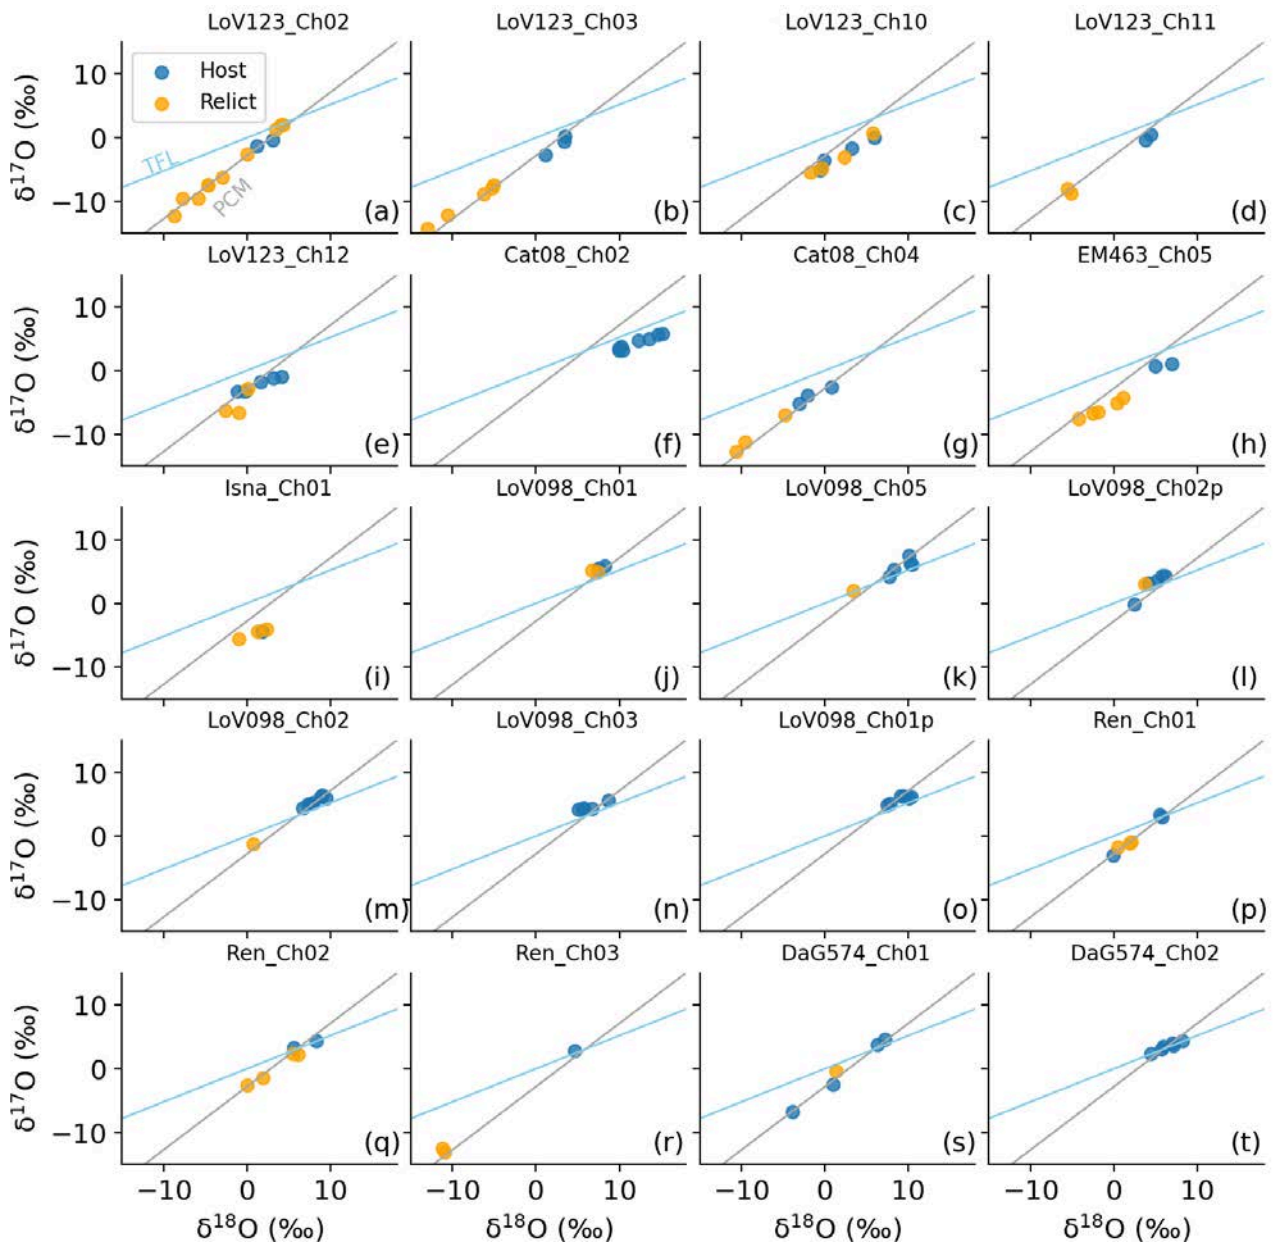 LoV123_Ch02 LoV123_Ch03 LoV123_Ch10 LoV123_Ch11
10
0
−10
δ¹⁷O (‰)
Host
Relict
TFL
PCM
(a) (b) (c) (d)
LoV123_Ch12 Cat08_Ch02 Cat08_Ch04 EM463_Ch05
10
0
−10
δ¹⁷O (‰)
(e) (f) (g) (h)
Isna_Ch01 LoV098_Ch01 LoV098_Ch05 LoV098_Ch02p
10
0
−10
δ¹⁷O (‰)
(i) (j) (k) (l)
LoV098_Ch02 LoV098_Ch03 LoV098_Ch01p Ren_Ch01
10
0
−10
δ¹⁷O (‰)
(m) (n) (o) (p)
Ren_Ch02 Ren_Ch03 DaG574_Ch01 DaG574_Ch02
10
0
−10
δ¹⁷O (‰)
(q) (r) (s) (t)
−10 0 10 −10 0 10 −10 0 10 −10 0 10
δ¹⁸O (‰) δ¹⁸O (‰) δ¹⁸O (‰) δ¹⁸O (‰)